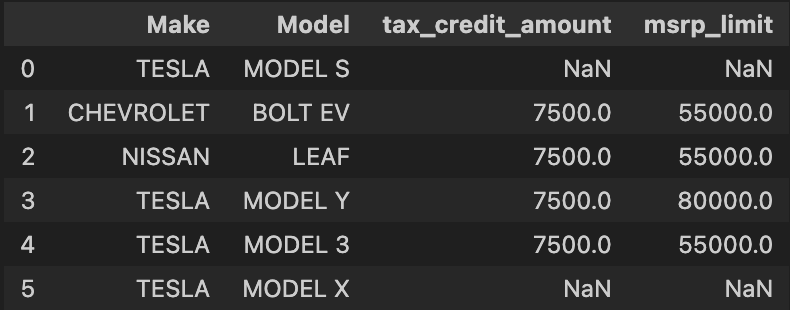 Make Model tax_credit_amount msrp_limit
0 TESLA MODEL S NaN NaN
1 CHEVROLET BOLT EV 7500.0 55000.0
2 NISSAN LEAF 7500.0 55000.0
3 TESLA MODEL Y 7500.0 80000.0
4 TESLA MODEL 3 7500.0 55000.0
5 TESLA MODEL X NaN NaN